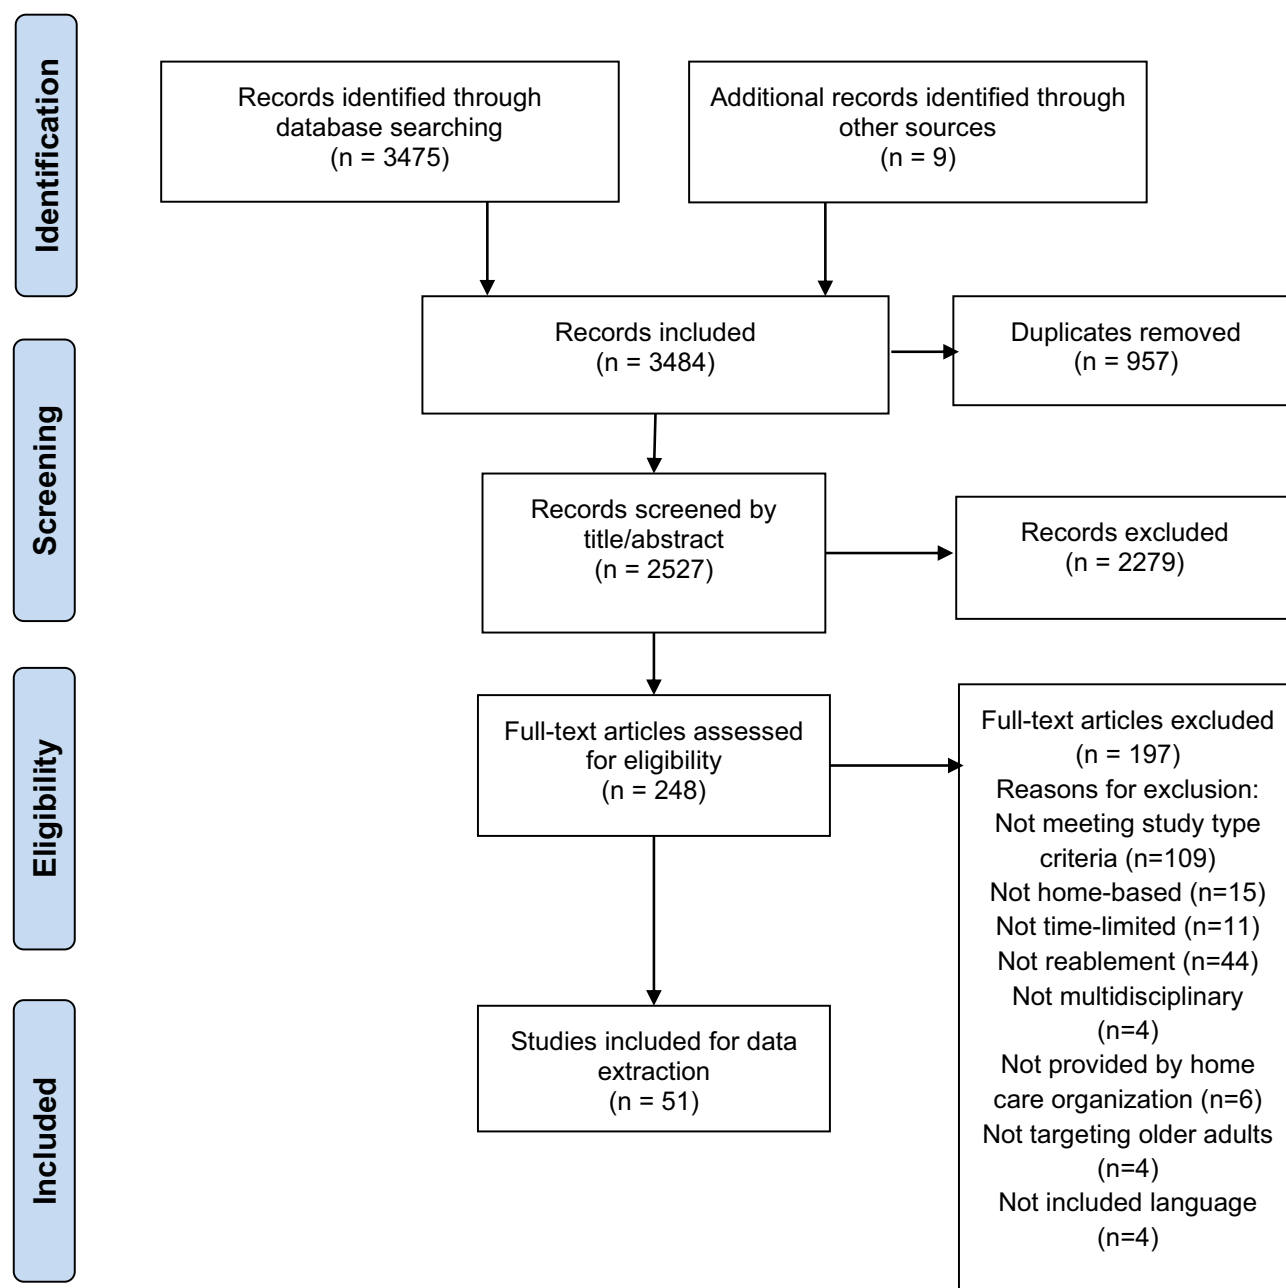 Identification
Records identified through
database searching
(n = 3475)
Additional records identified through
other sources
(n = 9)
Records included
(n = 3484)
Duplicates removed
(n = 957)
Screening
Records screened by
title/abstract
(n = 2527)
Records excluded
(n = 2279)
Eligibility
Full-text articles assessed
for eligibility
(n = 248)
Full-text articles excluded
(n = 197)
Reasons for exclusion:
Not meeting study type
criteria (n=109)
Not home-based (n=15)
Not time-limited (n=11)
Not reablement (n=44)
Not multidisciplinary
(n=4)
Not provided by home
care organization (n=6)
Not targeting older adults
(n=4)
Not included language
(n=4)
Included
Studies included for data
extraction
(n = 51)